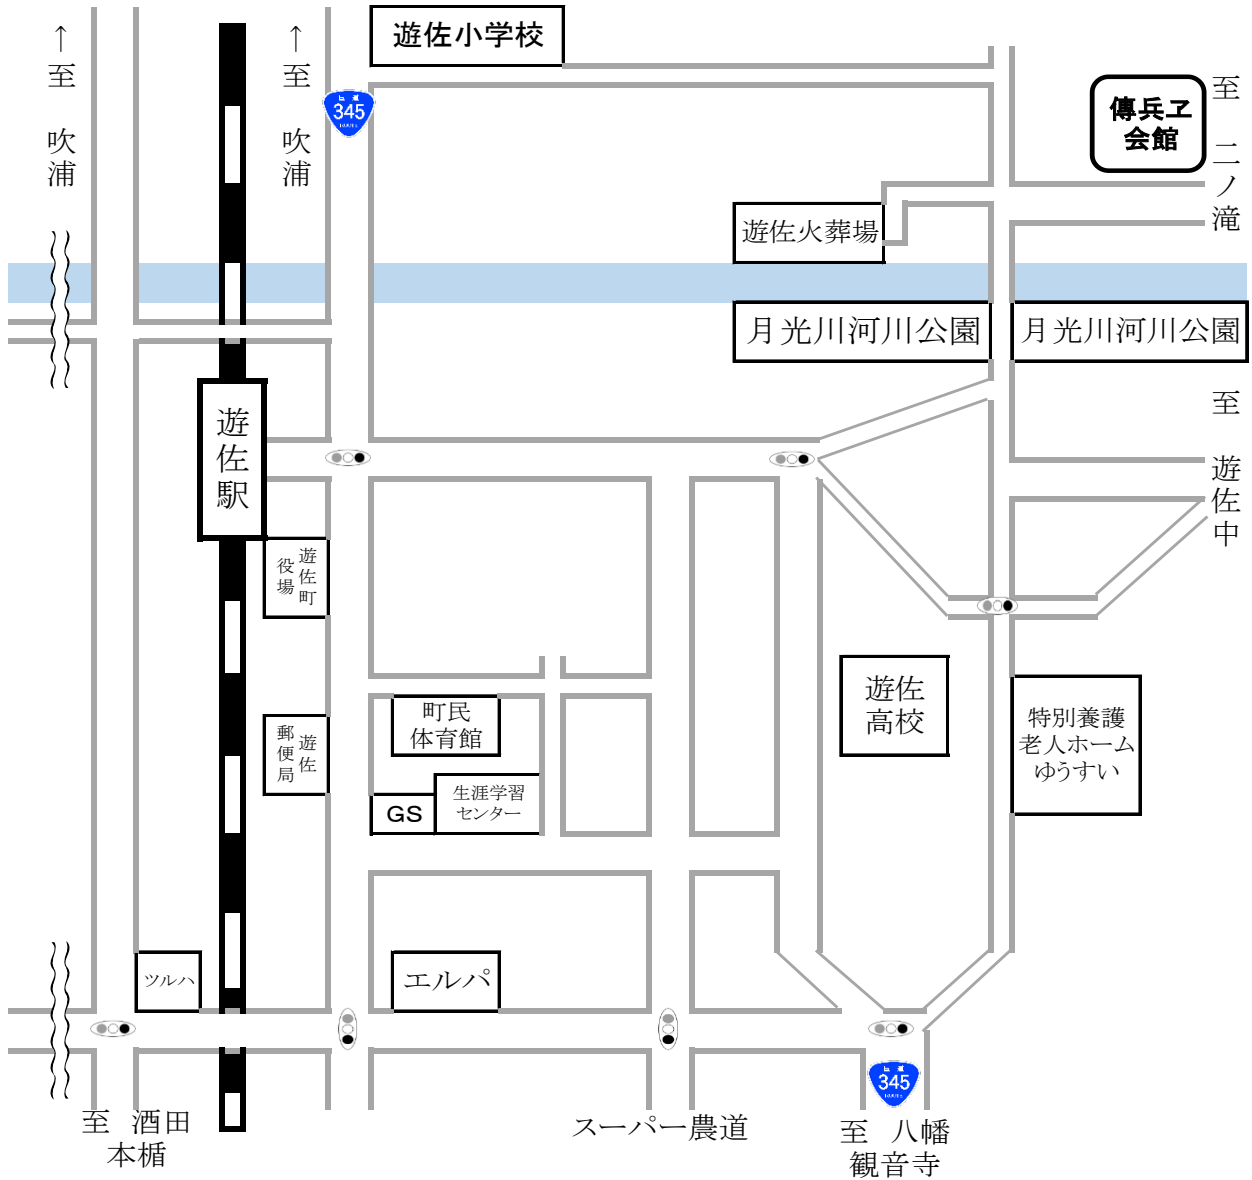 ↑至 吹浦
↑至 吹浦
遊佐小学校
345
ROUTE
傳兵ヱ
会館
至 二ノ滝
遊佐火葬場
月光川河川公園
月光川河川公園
至 遊佐中
遊佐駅
遊佐町
役場
遊佐
郵便局
町民
体育館
生涯学習
センター
GS
遊佐
高校
特別養護
老人ホーム
ゆうすい
ツルハ
エルパ
345
ROUTE
至 酒田
本楯
スーパー農道
至 八幡
観音寺